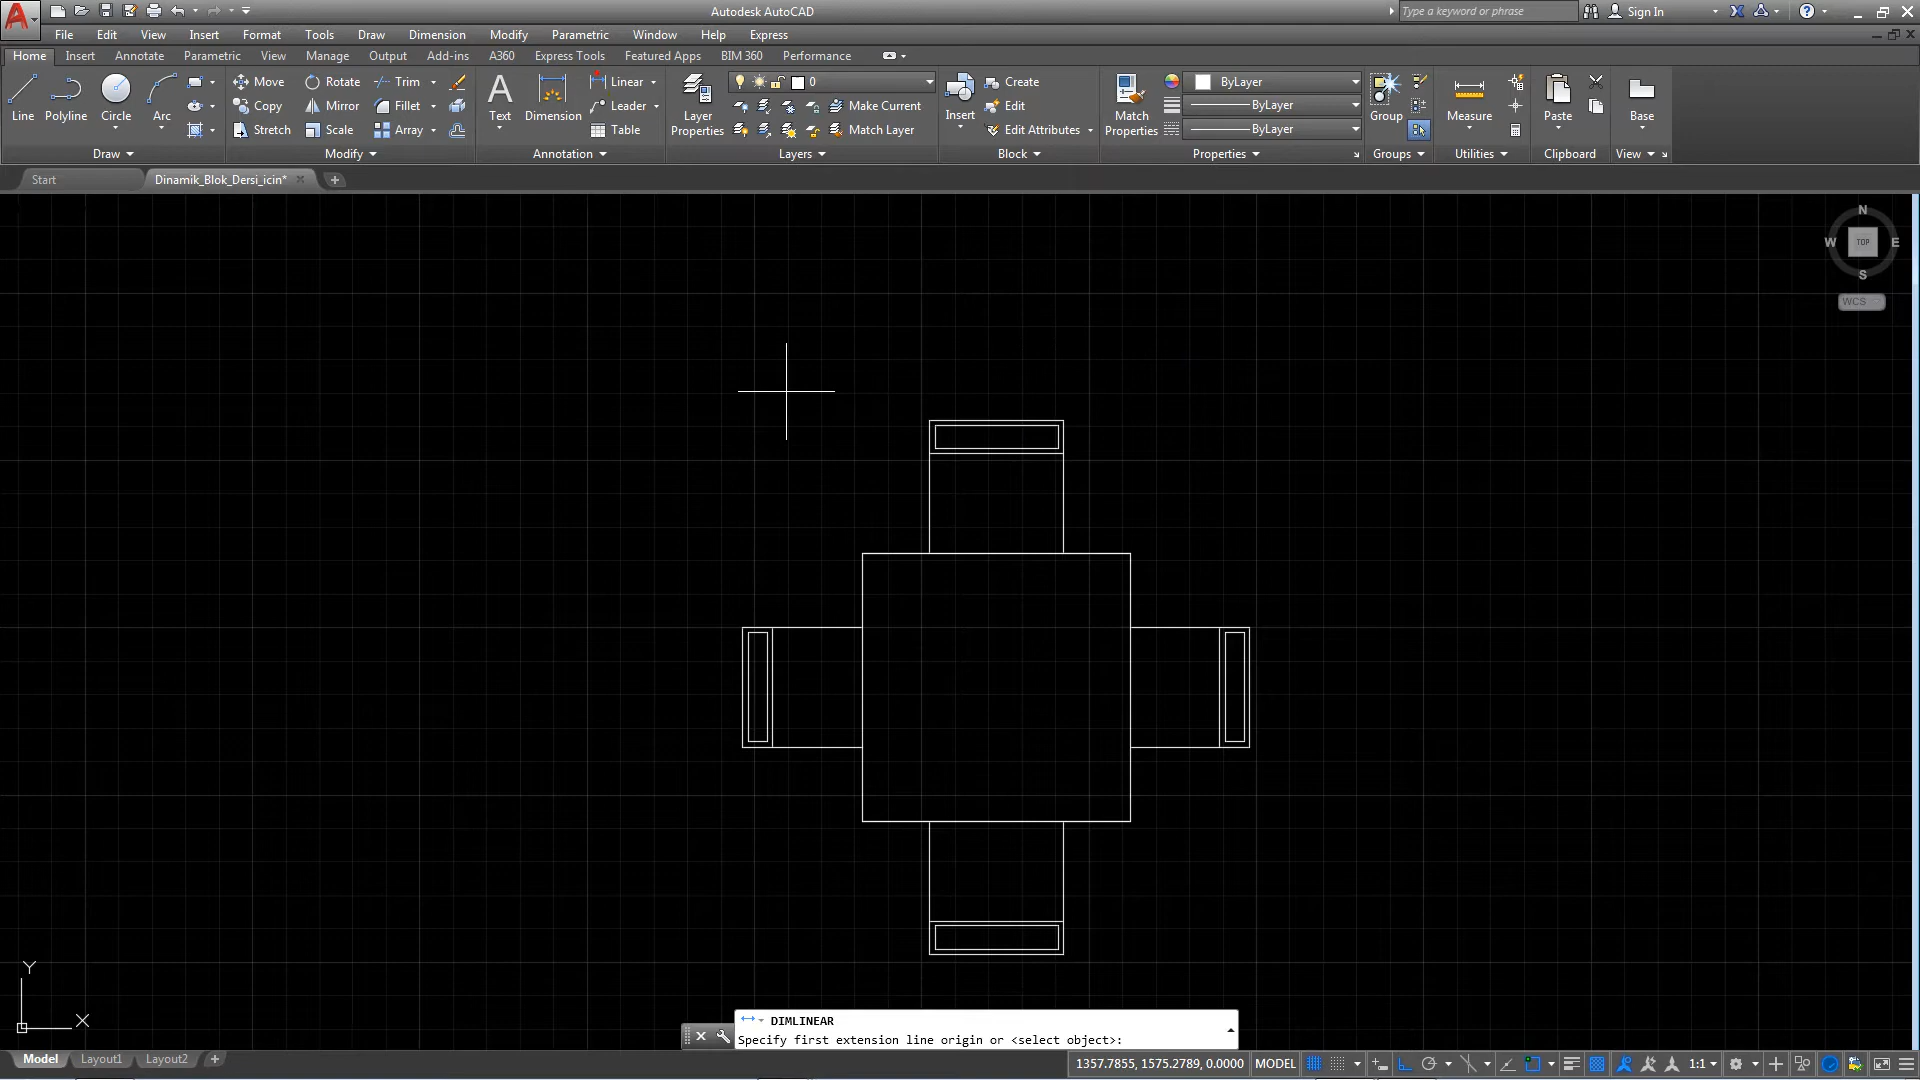 Autodesk AutoCAD
Type a keyword or phrase
Sign In
File Edit View Insert Format Tools Draw Dimension Modify Parametric Window Help Express
Home Insert Annotate Parametric View Manage Output Add-ins A360 Express Tools Featured Apps BIM 360 Performance
Line Polyline Circle Arc
Draw
Move Rotate Trim
Copy Mirror Fillet
Stretch Scale Array
Modify
Text Dimension
Linear
Leader
Table
Annotation
Layer Properties
0
Make Current
Match Layer
Layers
Insert
Create
Edit
Edit Attributes
Block
Match Properties
ByLayer
ByLayer
ByLayer
Properties
Group
Groups
Measure
Utilities
Paste
Clipboard
Base
View
Start
Dinamik_Blok_Dersi_icin*
N
W TOP E
S
WCS
Y
X
DIMLINEAR
Specify first extension line origin or <select object>:
Model Layout1 Layout2
1357.7855, 1575.2789, 0.0000 MODEL
1:1